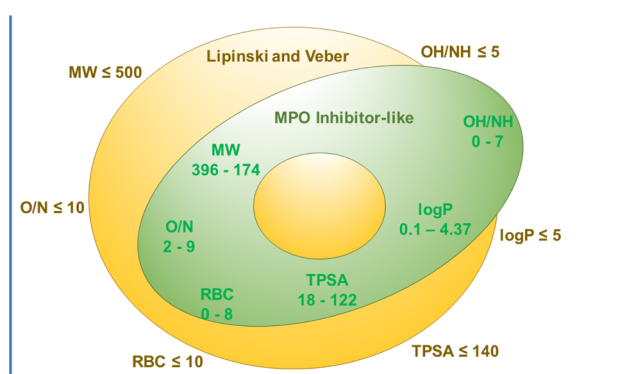 OH/NH ≤ 5
Lipinski and Veber
MW ≤ 500
MPO Inhibitor-like
OH/NH
0 - 7
MW
396 - 174
O/N ≤ 10
logP
0.1 – 4.37
O/N
2 - 9
logP ≤ 5
TPSA
18 - 122
RBC
0 - 8
TPSA ≤ 140
RBC ≤ 10